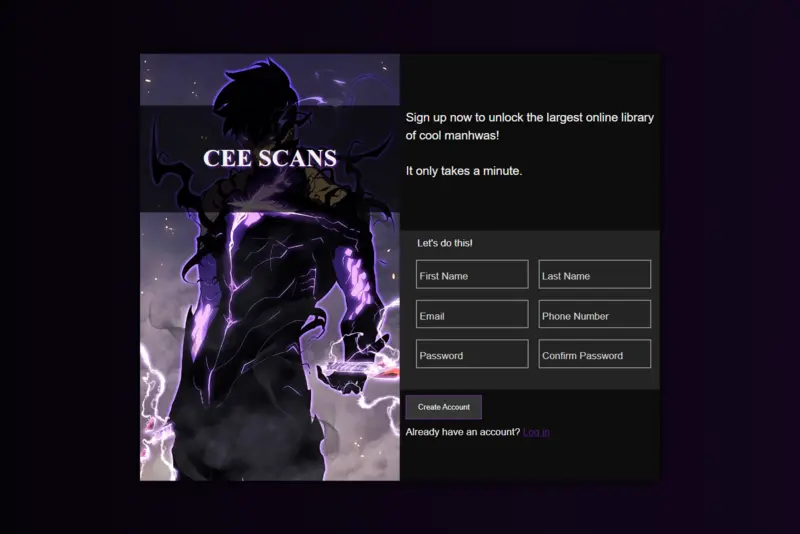 CEE SCANS
Sign up now to unlock the largest online library
of cool manhwas!
It only takes a minute.
Let's do this!
First Name
Last Name
Email
Phone Number
Password
Confirm Password
Create Account
Already have an account? Log in